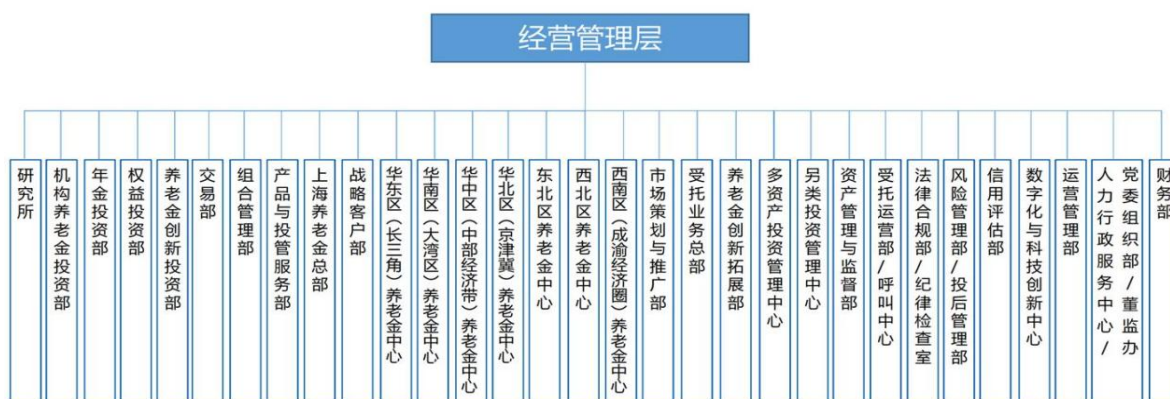 经营管理层
研究所
机构养老金投资部
年金投资部
权益投资部
养老金创新投资部
交易部
组合管理部
产品与投管服务部
上海养老金总部
战略客户部
华东区（长三角）养老金中心
华南区（大湾区）养老金中心
华中区（中部经济带）养老金中心
华北区（京津冀）养老金中心
东北区养老金中心
西北区养老金中心
西南区（成渝经济圈）养老金中心
市场策划与推广部
受托业务总部
养老金创新拓展部
多资产投资管理中心
另类投资管理中心
资产管理与监督部
受托运营部/呼叫中心
法律合规部/纪律检查室
风险管理部/投后管理部
信用评估部
数字化与科技创新中心
运营管理部
人力行政服务中心/
党委组织部/董监办
财务部